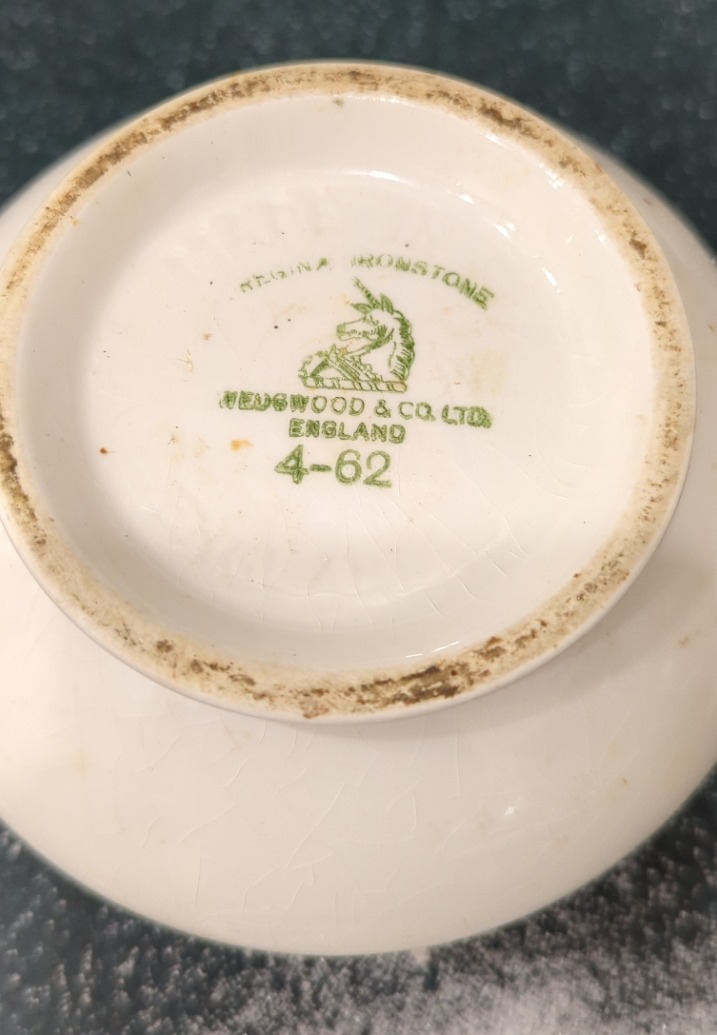 REGINA IRONSTONE
WEDGWOOD & CO. LTD.
ENGLAND
4-62